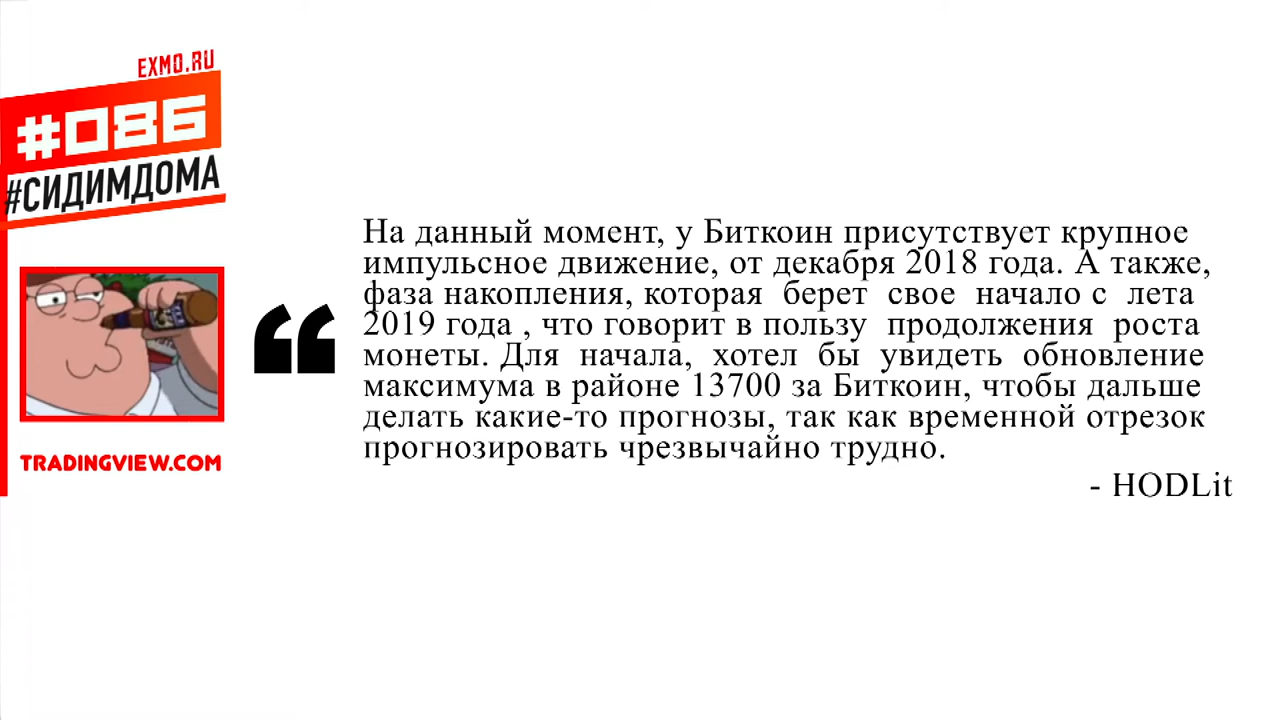 EXMO.RU
#086
#СИДИМДОМА
TRADINGVIEW.COM
“
На данный момент, у Биткоин присутствует крупное
импульсное движение, от декабря 2018 года. А также,
фаза накопления, которая берет свое начало с лета
2019 года , что говорит в пользу продолжения роста
монеты. Для начала, хотел бы увидеть обновление
максимума в районе 13700 за Биткоин, чтобы дальше
делать какие-то прогнозы, так как временной отрезок
прогнозировать чрезвычайно трудно.
- HODLit